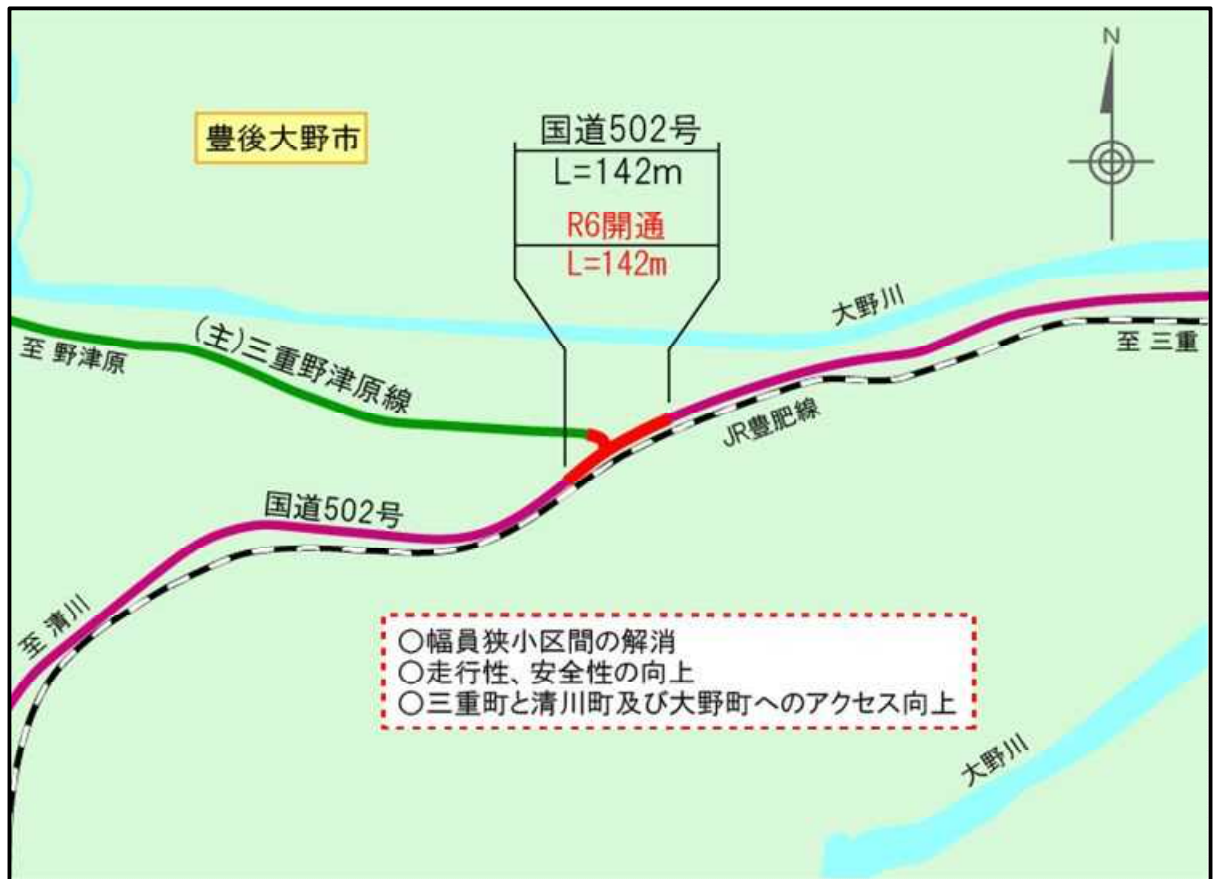 N
豊後大野市
国道502号
L=142m
R6開通
L=142m
大野川
至 三重
(主)三重野津原線
至 野津原
JR豊肥線
国道502号
至 清川
○幅員狭小区間の解消
○走行性、安全性の向上
○三重町と清川町及び大野町へのアクセス向上
大野川